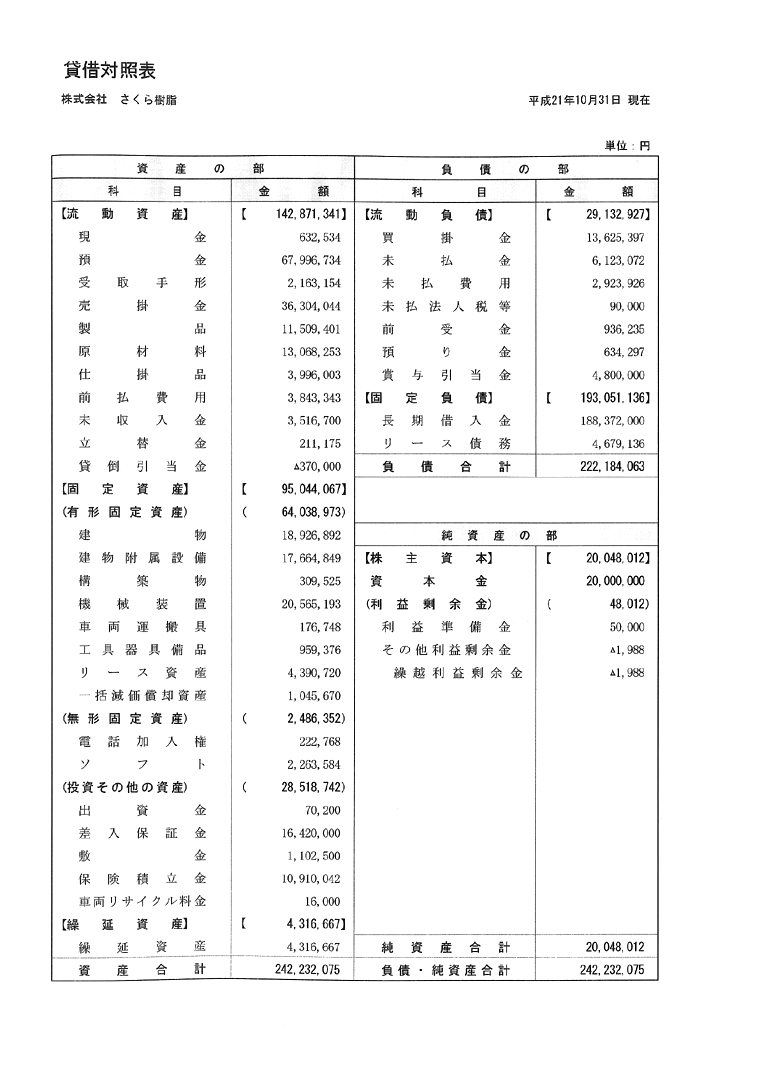 貸借対照表
株式会社 さくら樹脂 平成21年10月31日 現在
単位：円
資産の部
科目 金額
【流動資産】 【 142,871,341】
現金 632,534
預金 67,996,734
受取手形 2,163,154
売掛金 36,304,044
製品 11,509,401
原材料 13,068,253
仕掛品 3,996,003
前払費用 3,843,343
未収入金 3,516,700
立替金 211,175
貸倒引当金 △370,000
【固定資産】 【 95,044,067】
(有形固定資産) ( 64,038,973)
建物 18,926,892
建物附属設備 17,664,849
構築物 309,525
機械装置 20,565,193
車両運搬具 176,748
工具器具備品 959,376
リース資産 4,390,720
一括減価償却資産 1,045,670
(無形固定資産) ( 2,486,352)
電話加入権 222,768
ソフト 2,263,584
(投資その他の資産) ( 28,518,742)
出資金 70,200
差入保証金 16,420,000
敷金 1,102,500
保険積立金 10,910,042
車両リサイクル料金 16,000
【繰延資産】 【 4,316,667】
繰延資産 4,316,667
資産合計 242,232,075
負債の部
科目 金額
【流動負債】 【 29,132,927】
買掛金 13,625,397
未払金 6,123,072
未払費用 2,923,926
未払法人税等 90,000
前受金 936,235
預り金 634,297
賞与引当金 4,800,000
【固定負債】 【 193,051,136】
長期借入金 188,372,000
リース債務 4,679,136
負債合計 222,184,063
純資産の部
【株主資本】 【 20,048,012】
資本金 20,000,000
(利益剰余金) ( 48,012)
利益準備金 50,000
その他利益剰余金 △1,988
繰越利益剰余金 △1,988
純資産合計 20,048,012
負債・純資産合計 242,232,075